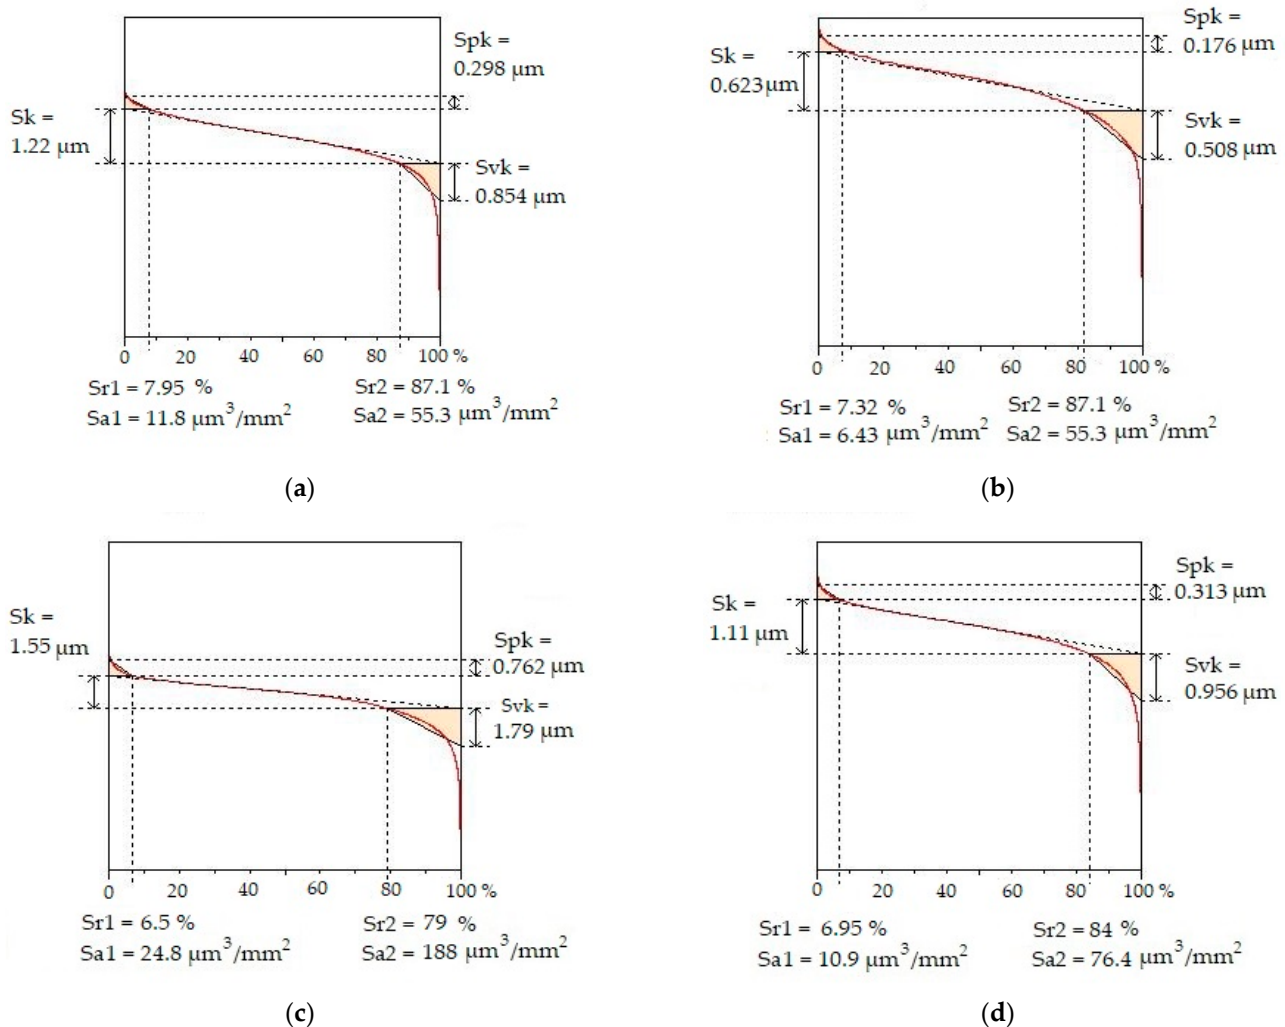 Spk =
0.298 μm
Sk =
1.22 μm
Svk =
0.854 μm
0 20 40 60 80 100 %
Sr1 = 7.95 %
Sr2 = 87.1 %
Sa1 = 11.8 μm³/mm²
Sa2 = 55.3 μm³/mm²
(a)
Spk =
0.176 μm
Sk =
0.623 μm
Svk =
0.508 μm
0 20 40 60 80 100 %
Sr1 = 7.32 %
Sr2 = 87.1 %
Sa1 = 6.43 μm³/mm²
Sa2 = 55.3 μm³/mm²
(b)
Sk =
1.55 μm
Spk =
0.762 μm
Svk =
1.79 μm
0 20 40 60 80 100 %
Sr1 = 6.5 %
Sr2 = 79 %
Sa1 = 24.8 μm³/mm²
Sa2 = 188 μm³/mm²
(c)
Spk =
0.313 μm
Sk =
1.11 μm
Svk =
0.956 μm
0 20 40 60 80 100 %
Sr1 = 6.95 %
Sr2 = 84 %
Sa1 = 10.9 μm³/mm²
Sa2 = 76.4 μm³/mm²
(d)